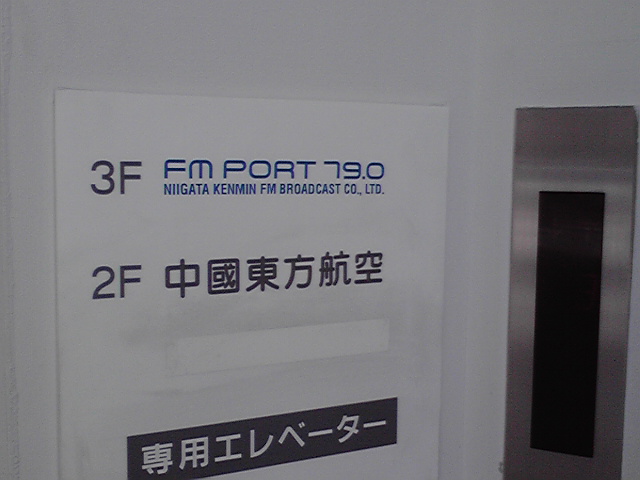 3F FM PORT 79.0
NIIGATA KENMIN FM BROADCAST CO., LTD.
2F 中國東方航空
専用エレベーター